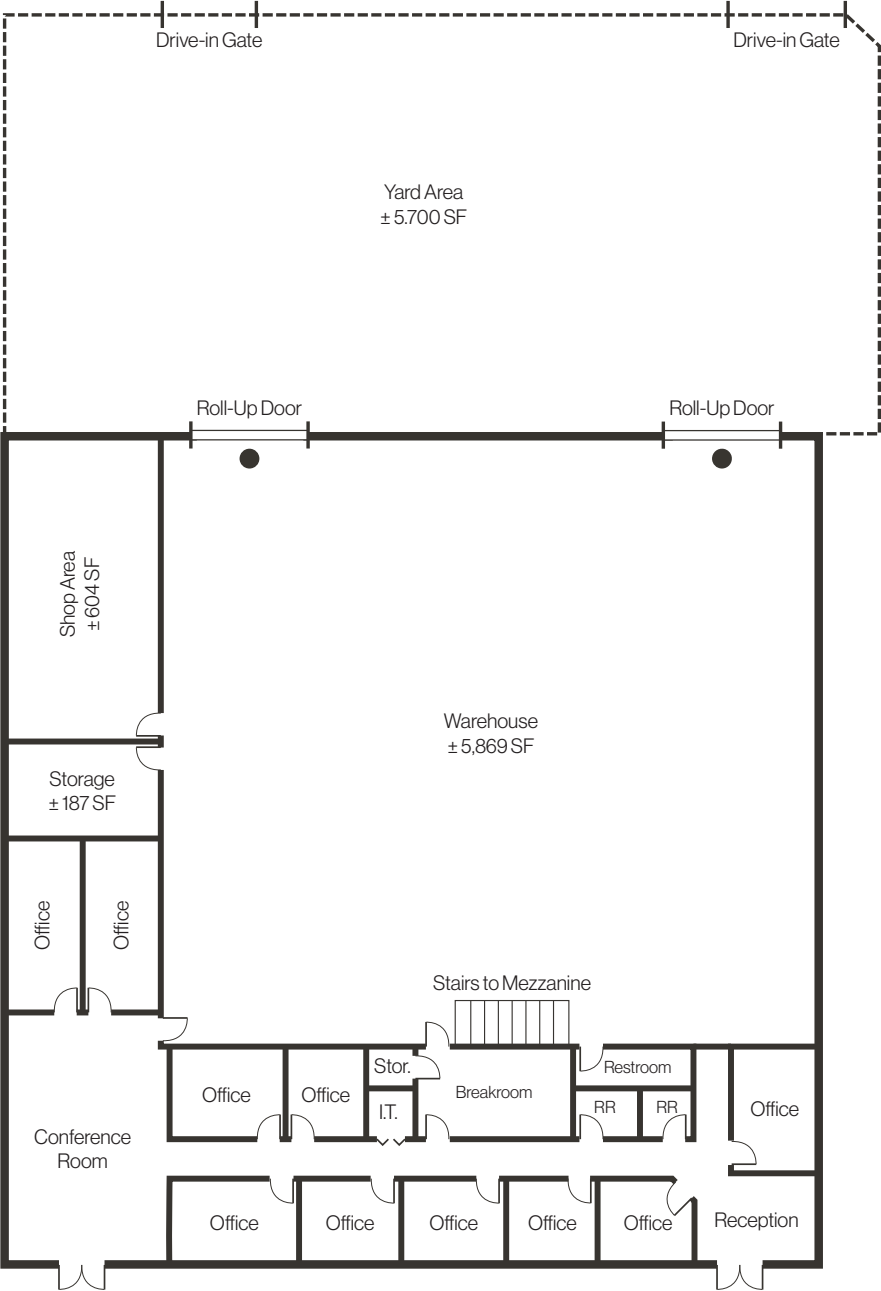 Drive-in Gate
Drive-in Gate
Yard Area
± 5.700 SF
Roll-Up Door
Roll-Up Door
Shop Area
± 604 SF
Warehouse
± 5,869 SF
Storage
± 187 SF
Office
Office
Stairs to Mezzanine
Stor.
Restroom
Office
Office
Breakroom
I.T.
RR
RR
Office
Conference
Room
Office
Office
Office
Office
Office
Reception